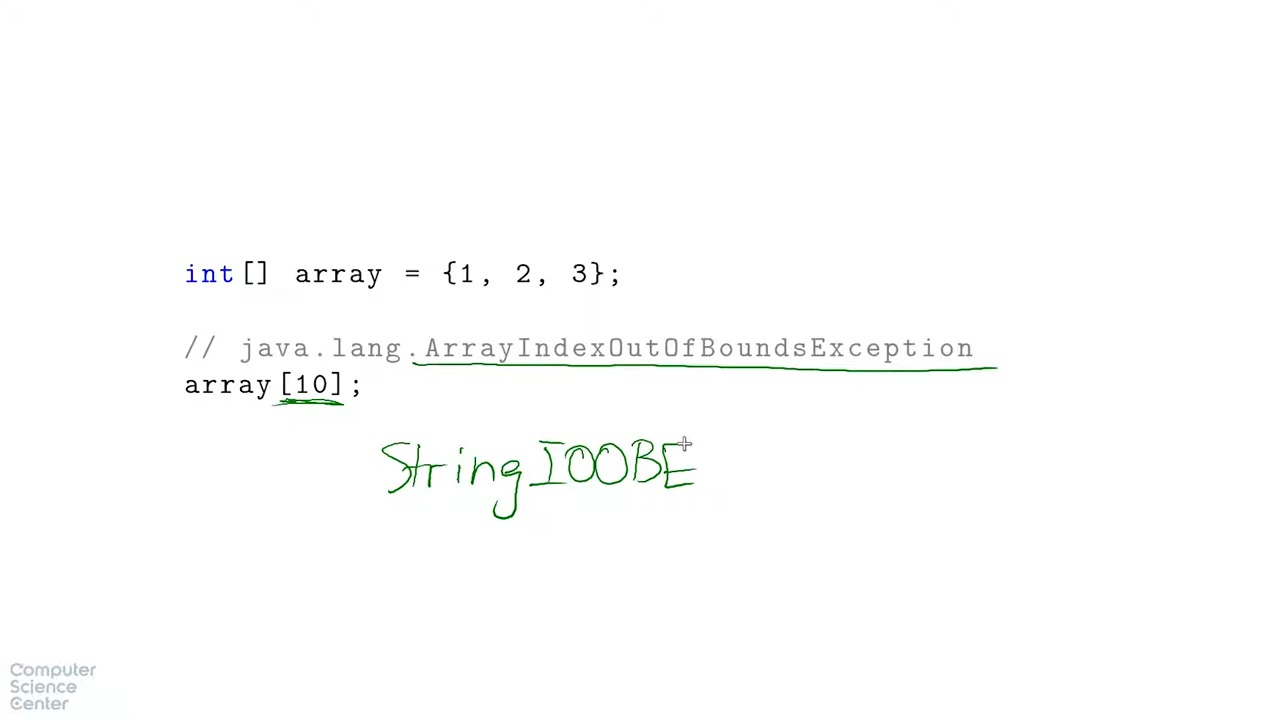 int[] array = {1, 2, 3};
// java.lang.ArrayIndexOutOfBoundsException
array[10];
StringIOOBE
Computer
Science
Center